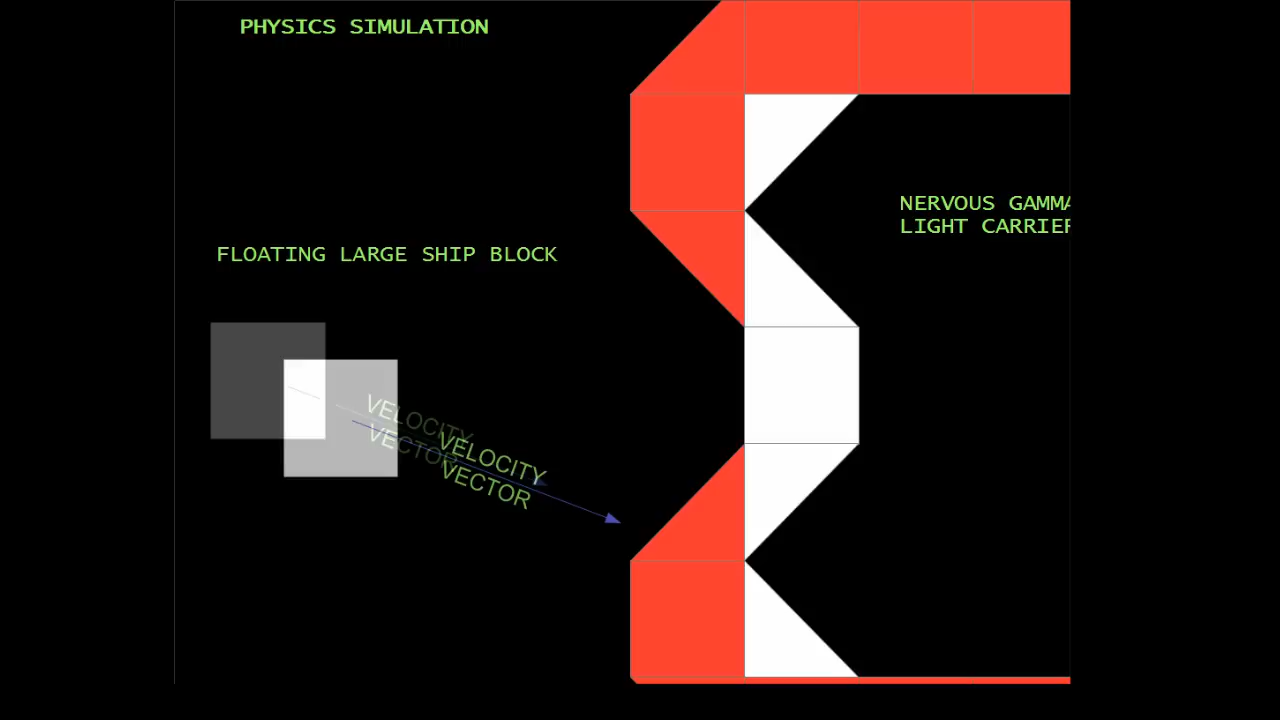 PHYSICS SIMULATION
NERVOUS GAMMA
LIGHT CARRIER
FLOATING LARGE SHIP BLOCK
VELOCITY
VECTOR
VELOCITY
VECTOR